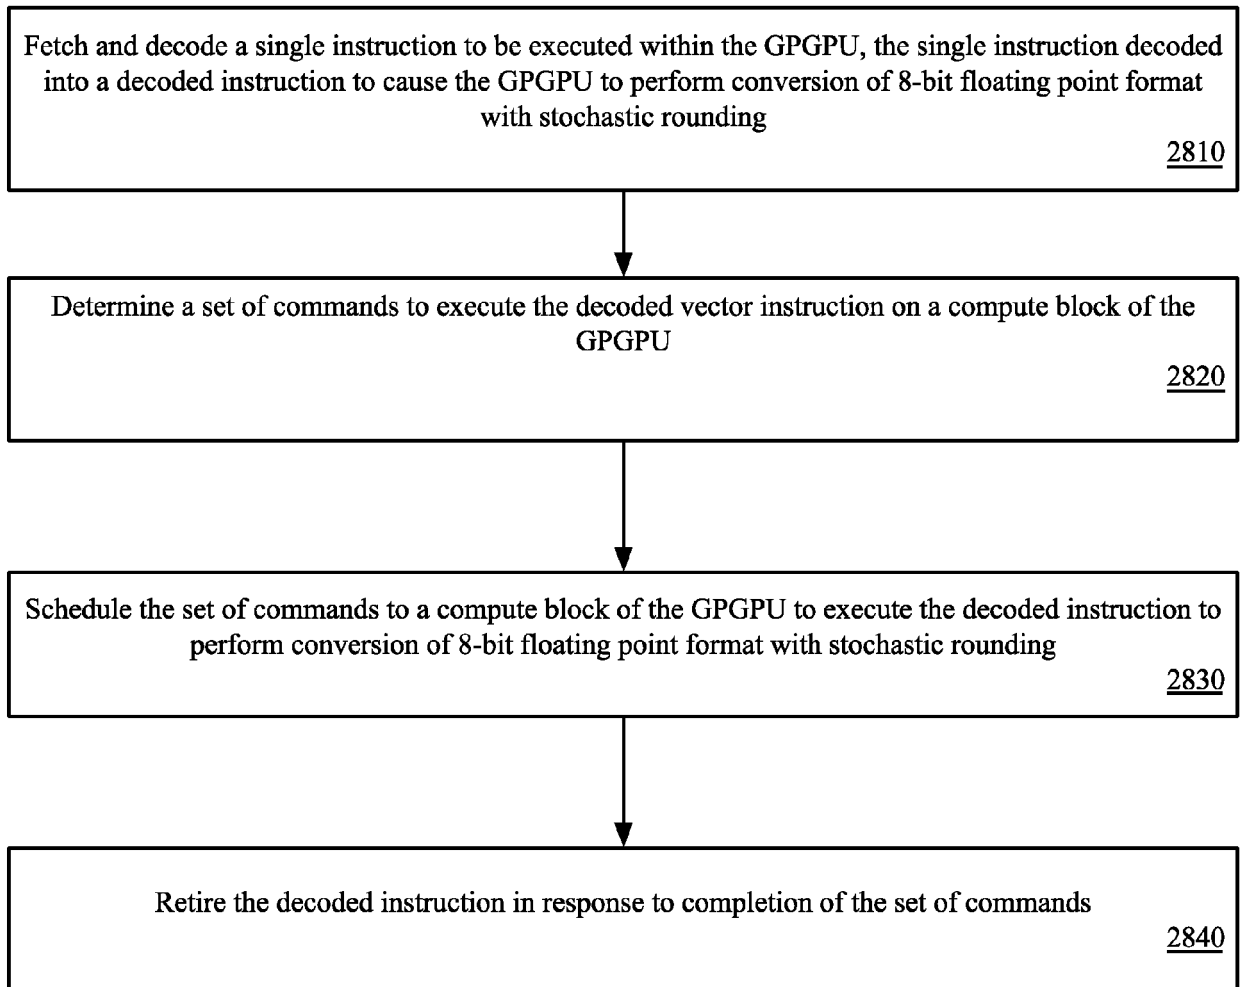 Fetch and decode a single instruction to be executed within the GPGPU, the single instruction decoded
into a decoded instruction to cause the GPGPU to perform conversion of 8-bit floating point format
with stochastic rounding
2810
Determine a set of commands to execute the decoded vector instruction on a compute block of the
GPGPU
2820
Schedule the set of commands to a compute block of the GPGPU to execute the decoded instruction to
perform conversion of 8-bit floating point format with stochastic rounding
2830
Retire the decoded instruction in response to completion of the set of commands
2840